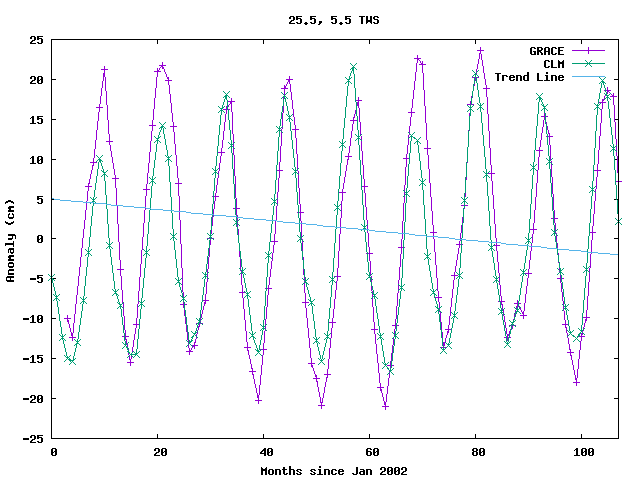 25.5, 5.5 TWS
GRACE
CLM
Trend Line
25
20
15
10
5
0
-5
-10
-15
-20
-25
Anomaly (cm)
0 20 40 60 80 100
Months since Jan 2002